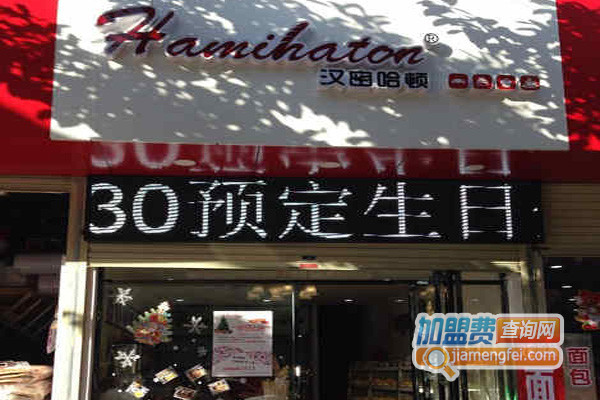 Hamihaton®
汉密哈顿
30预定生日
加盟费查询网
jiamengfei.com
面包
面